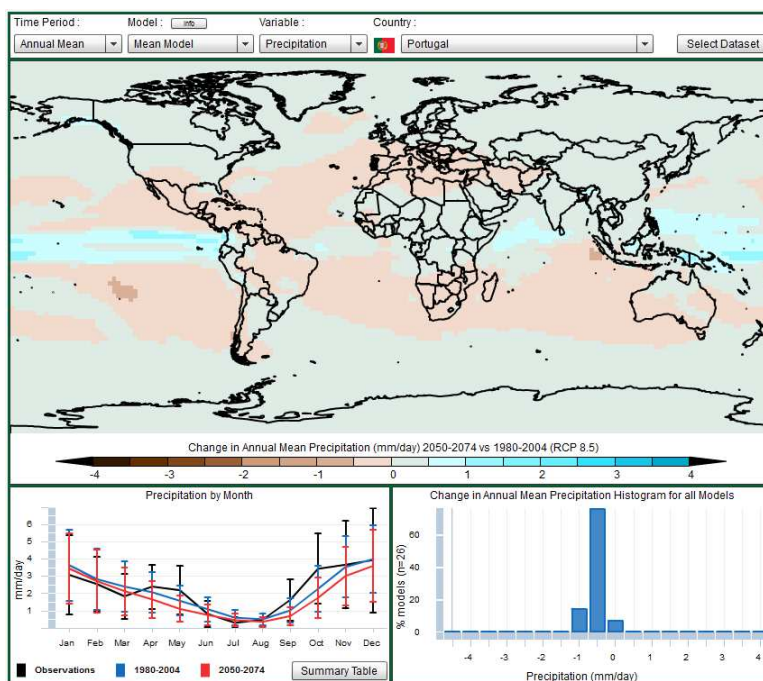 Time Period : Model : Info Variable : Country :
Annual Mean Mean Model Precipitation Portugal Select Dataset
Change in Annual Mean Precipitation (mm/day) 2050-2074 vs 1980-2004 (RCP 8.5)
-4 -3 -2 -1 0 1 2 3 4
Precipitation by Month
mm/day
6
5
4
3
2
1
Jan Feb Mar Apr May Jun Jul Aug Sep Oct Nov Dec
Observations 1980-2004 2050-2074 Summary Table
Change in Annual Mean Precipitation Histogram for all Models
% models (n=26)
60
40
20
0
-4 -3 -2 -1 0 1 2 3 4
Precipitation (mm/day)